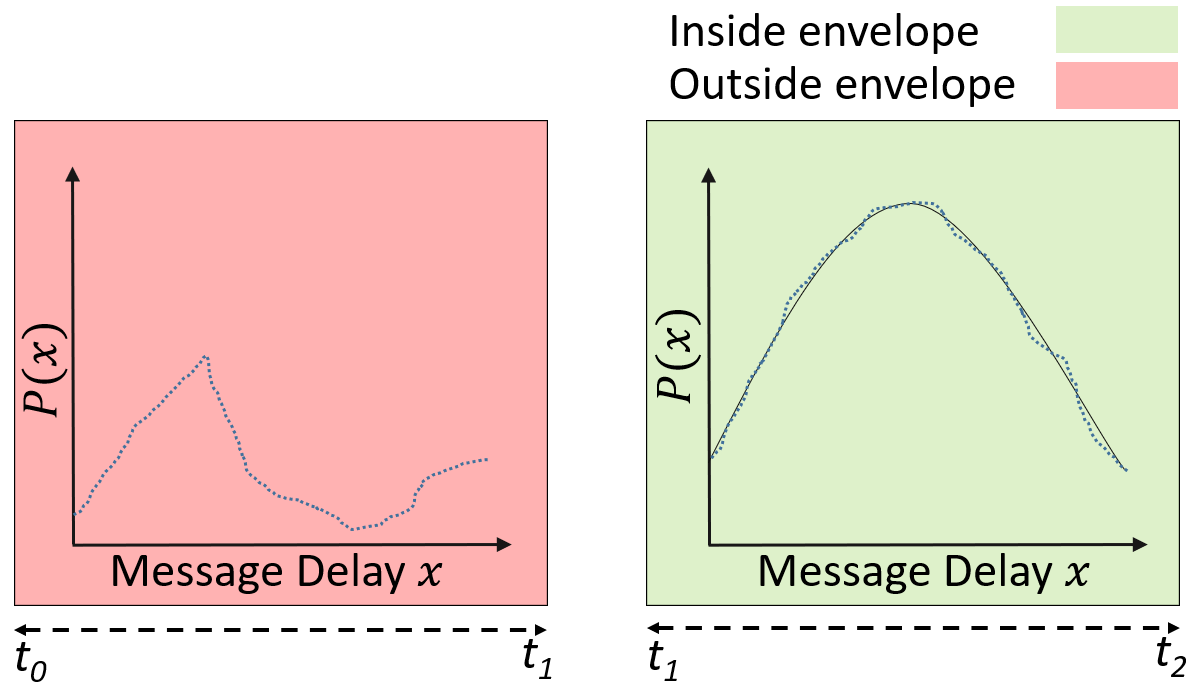 Inside envelope
Outside envelope
P(x)
Message Delay x
t0
t1
P(x)
Message Delay x
t1
t2